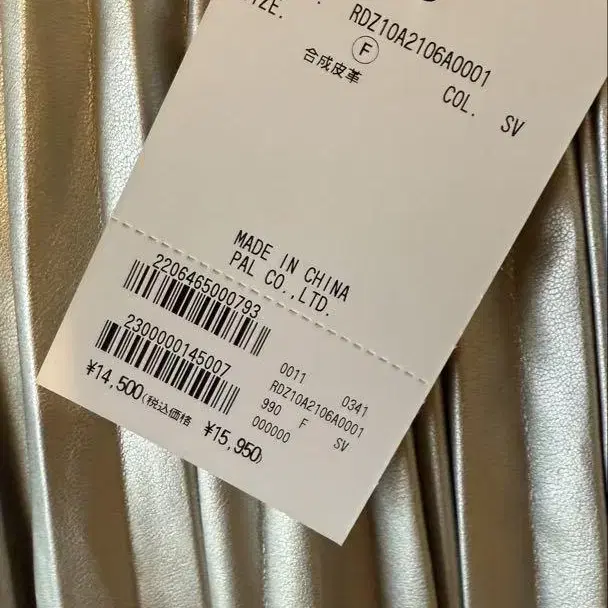 RDZ10A2106A0001
IZE. Ⓕ
合成皮革
COL. SV
MADE IN CHINA
PAL CO.,LTD.
2206465000793
2300000145007
¥14,500(税込価格 ¥15,950)
0011 0341
RDZ10A2106A0001
990 F SV
000000